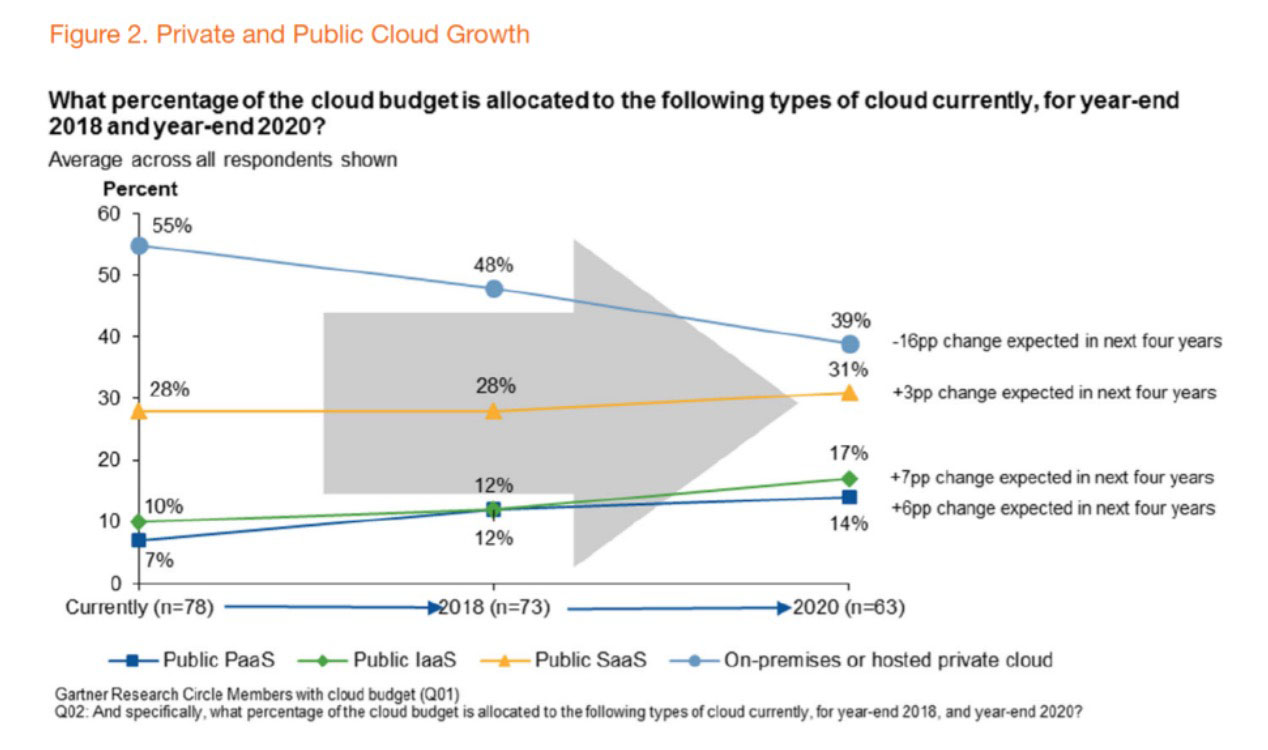 Figure 2. Private and Public Cloud Growth
What percentage of the cloud budget is allocated to the following types of cloud currently, for year-end
2018 and year-end 2020?
Average across all respondents shown
Percent
60
55%
50
48%
40
39%
-16pp change expected in next four years
31%
30
28%
28%
+3pp change expected in next four years
20
17%
+7pp change expected in next four years
12%
10%
10
+6pp change expected in next four years
14%
12%
7%
0
Currently (n=78)
2018 (n=73)
2020 (n=63)
Public PaaS
Public IaaS
Public SaaS
On-premises or hosted private cloud
Gartner Research Circle Members with cloud budget (Q01)
Q02: And specifically, what percentage of the cloud budget is allocated to the following types of cloud currently, for year-end 2018, and year-end 2020?